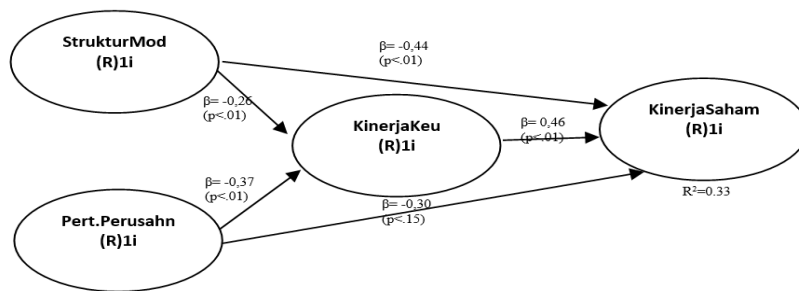 StrukturMod
(R)1i
β= -0,44
(p<.01)
β= -0,26
(p<.01)
KinerjaKeu
(R)1i
β= 0,46
(p<.01)
KinerjaSaham
(R)1i
R²=0.33
β= -0,37
(p<.01)
β= -0,30
(p<.15)
Pert.Perusahn
(R)1i